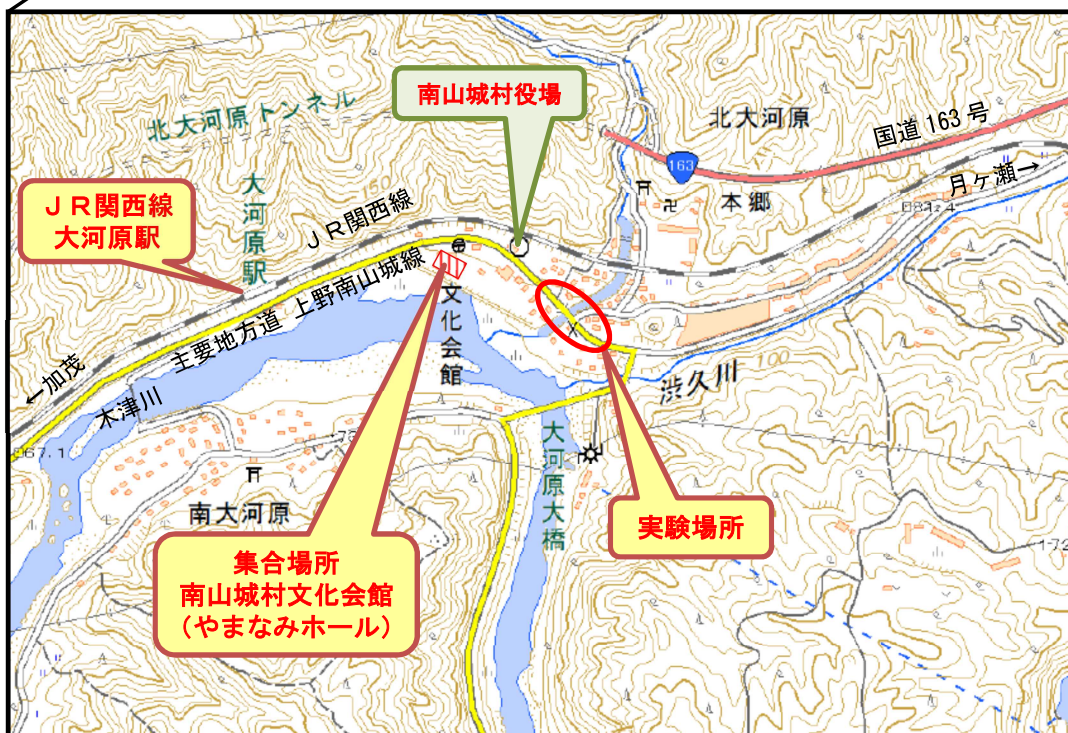 南山城村役場
北大河原トンネル
北大河原
国道163号
163
本郷
月ヶ瀬→
JR関西線
大河原駅
大河原駅
JR関西線
主要地方道 上野南山城線
文化会館
←加茂
木津川
渋久川
100
大河原大橋
南大河原
実験場所
集合場所
南山城村文化会館
(やまなみホール)